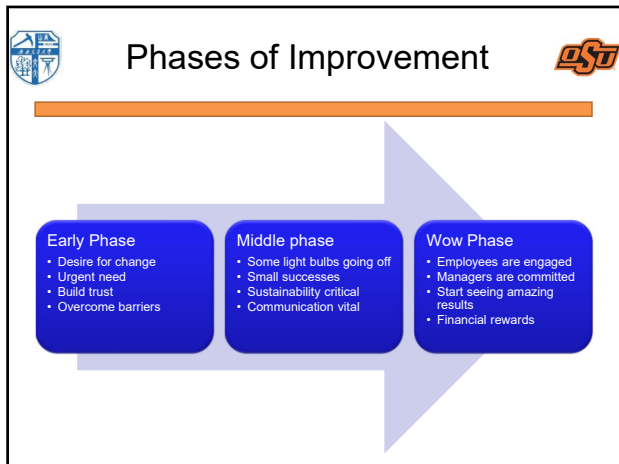 Phases of Improvement
OSU
Early Phase
• Desire for change
• Urgent need
• Build trust
• Overcome barriers
Middle phase
• Some light bulbs going off
• Small successes
• Sustainability critical
• Communication vital
Wow Phase
• Employees are engaged
• Managers are committed
• Start seeing amazing
results
• Financial rewards